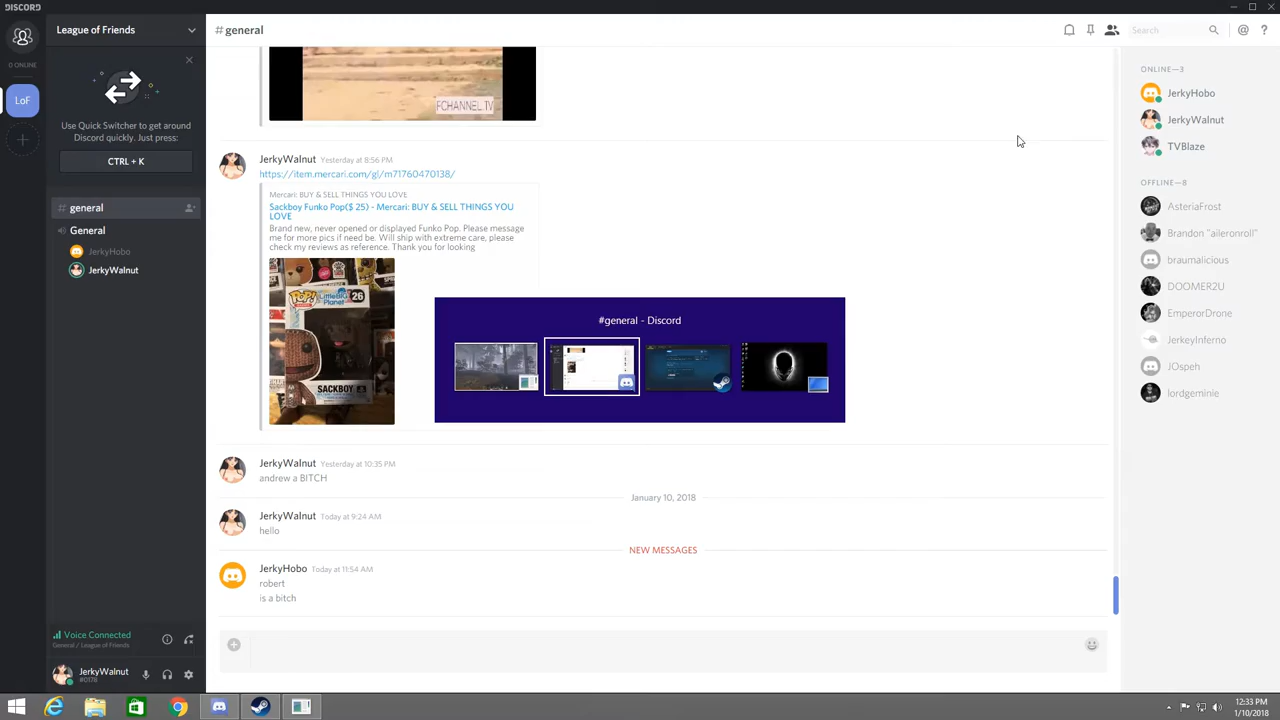 DISCORD
League of Friends
#general
Search
0 ONLINE
LoF
Use Quick Switcher to get around
Discord quickly. Just press:
CTRL + K
# general
General
JerkyHobo
JerkyWalnut
Voice Connected
General / League of Friends
JerkyWalnut
#0178
FCHANNEL.TV
JerkyWalnut Yesterday at 8:56 PM
https://item.mercari.com/gl/m71760470138/
Mercari: BUY & SELL THINGS YOU LOVE
Sackboy Funko Pop($ 25) - Mercari: BUY & SELL THINGS YOU
LOVE
Brand new, never opened or displayed Funko Pop. Please message
me for more pics if need be. Will ship with extreme care, please
check my reviews as reference. Thank you for looking
POP!
LittleBIG
Planet
26
SACKBOY
#general - Discord
JerkyWalnut Yesterday at 10:35 PM
andrew a BITCH
January 10, 2018
JerkyWalnut Today at 9:24 AM
hello
NEW MESSAGES
JerkyHobo Today at 11:54 AM
robert
is a bitch
ONLINE—3
JerkyHobo
JerkyWalnut
TVBlaze
OFFLINE—8
AsteriaFrost
Brandon "aileronroll"
braumalicious
DOOMER2U
EmperorDrone
JerkeyInferno
JOspeh
lordgeminie
12:33 PM
1/10/2018